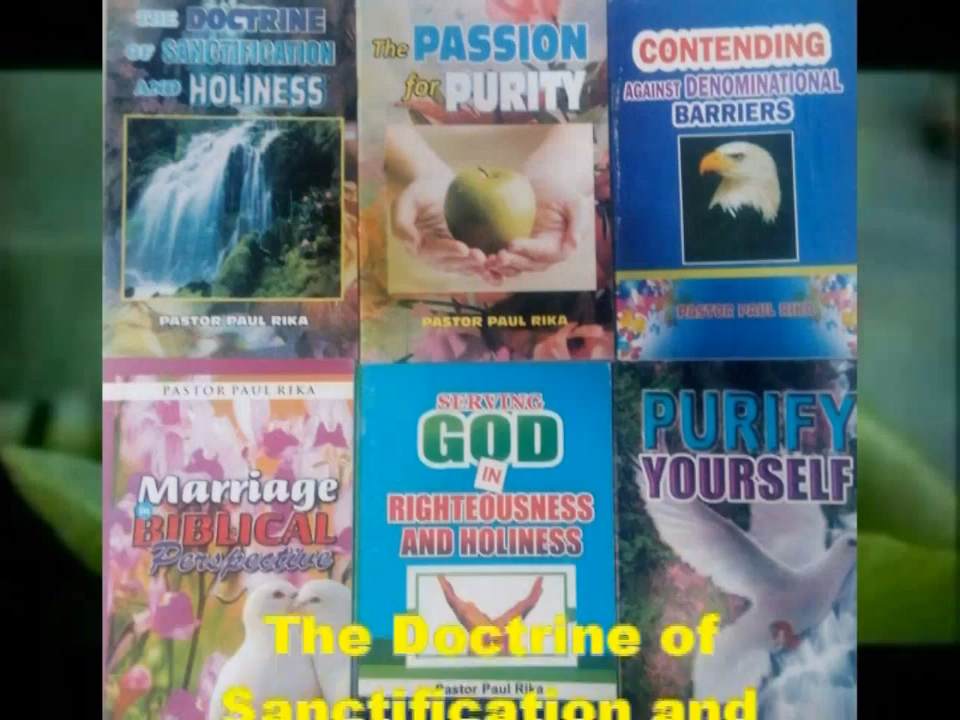 THE DOCTRINE
OF SANCTIFICATION
AND HOLINESS
PASTOR PAUL RIKA
The PASSION
for PURITY
PASTOR PAUL RIKA
CONTENDING
AGAINST DENOMINATIONAL
BARRIERS
PASTOR PAUL RIKA
PASTOR PAUL RIKA
Marriage
in
BIBLICAL
Perspective
SERVING
GOD
IN
RIGHTEOUSNESS
AND HOLINESS
Pastor Paul Rika
PURIFY
YOURSELF
The Doctrine of
Sanctification and